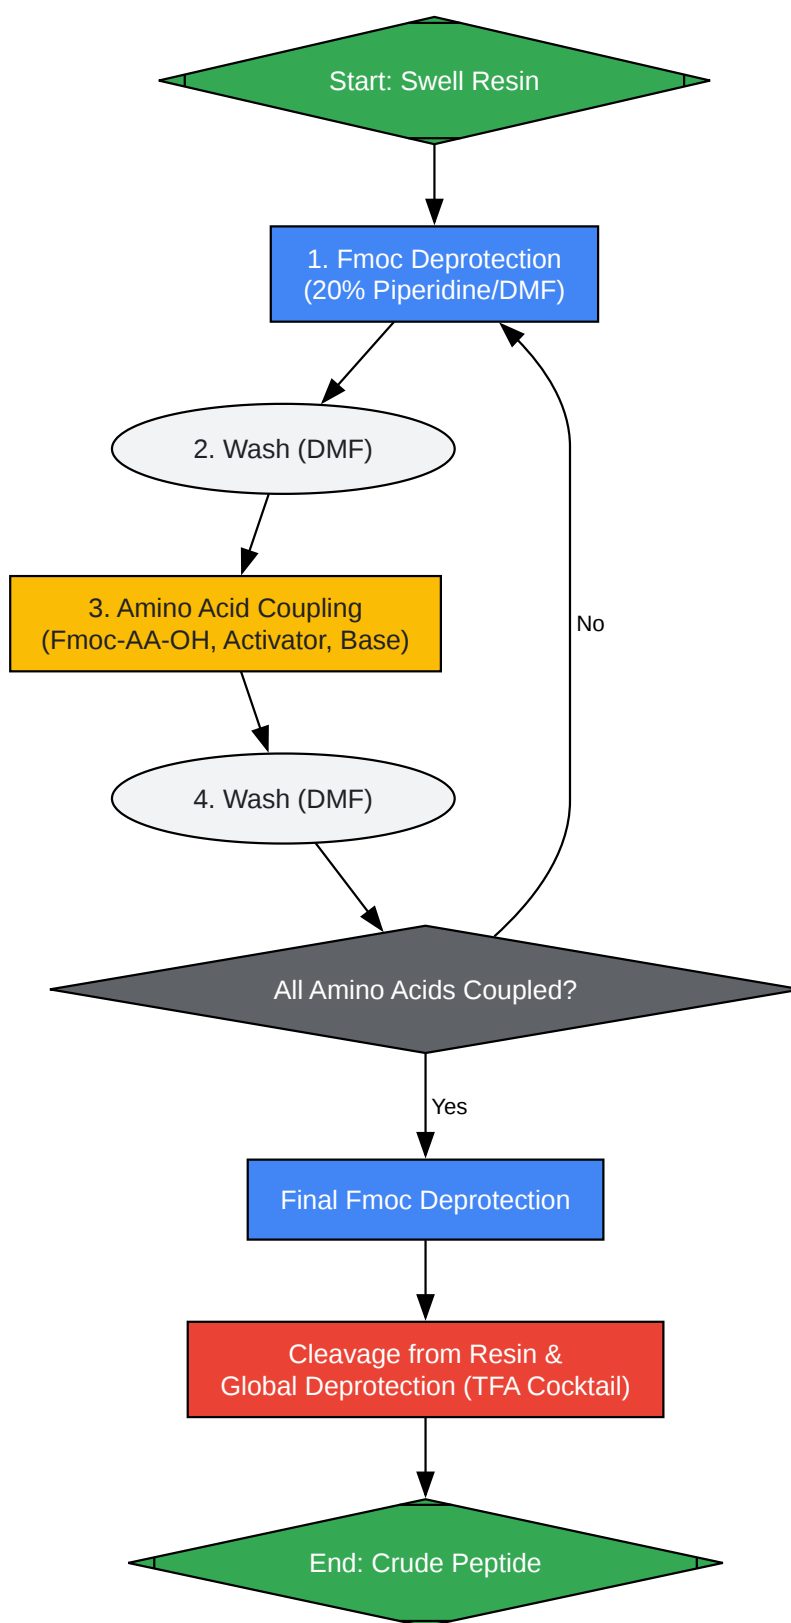 Start: Swell Resin
1. Fmoc Deprotection
(20% Piperidine/DMF)
2. Wash (DMF)
3. Amino Acid Coupling
(Fmoc-AA-OH, Activator, Base)
No
4. Wash (DMF)
All Amino Acids Coupled?
Yes
Final Fmoc Deprotection
Cleavage from Resin &
Global Deprotection (TFA Cocktail)
End: Crude Peptide